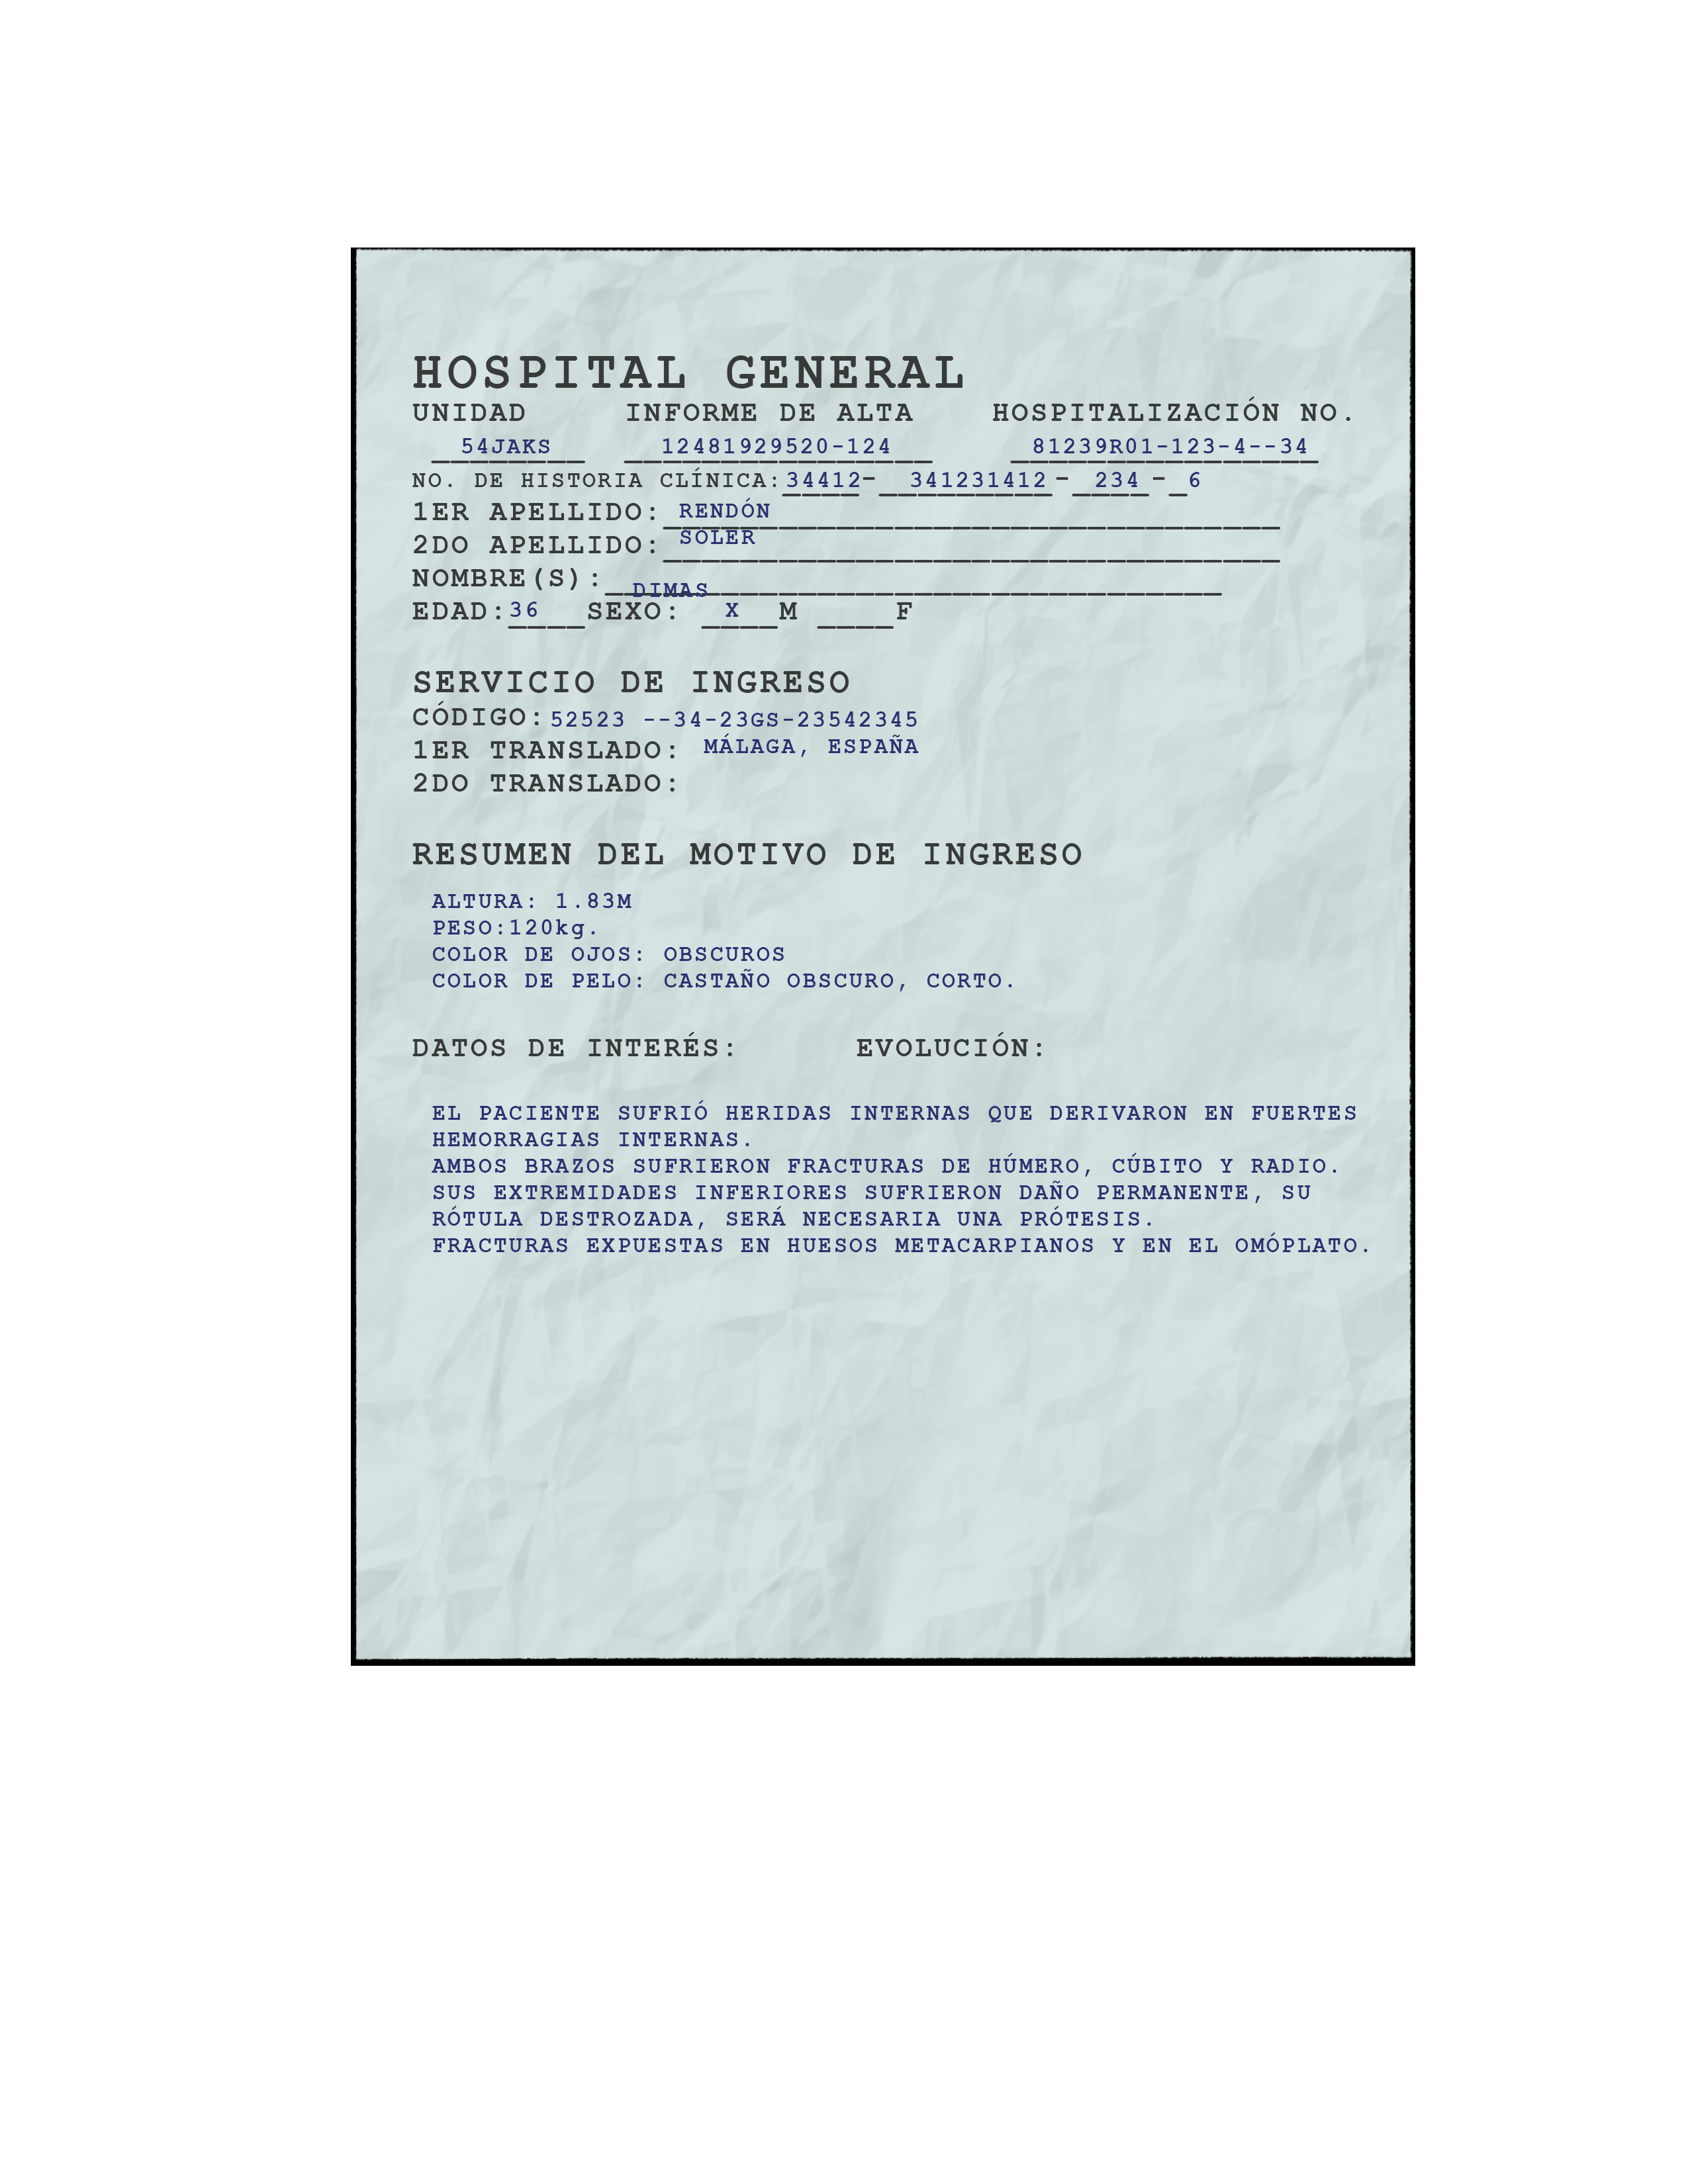 HOSPITAL GENERAL
UNIDAD INFORME DE ALTA HOSPITALIZACIÓN NO.
54JAKS 12481929520-124 81239R01-123-4--34
NO. DE HISTORIA CLÍNICA: 34412- 341231412 - 234 - 6
1ER APELLIDO: RENDÓN
2DO APELLIDO: SOLER
NOMBRE(S): DIMAS
EDAD: 36 SEXO: X M F
SERVICIO DE INGRESO
CÓDIGO: 52523 --34-23GS-23542345
1ER TRANSLADO: MÁLAGA, ESPAÑA
2DO TRANSLADO:
RESUMEN DEL MOTIVO DE INGRESO
ALTURA: 1.83M
PESO:120kg.
COLOR DE OJOS: OBSCUROS
COLOR DE PELO: CASTAÑO OBSCURO, CORTO.
DATOS DE INTERÉS: EVOLUCIÓN:
EL PACIENTE SUFRIÓ HERIDAS INTERNAS QUE DERIVARON EN FUERTES
HEMORRAGIAS INTERNAS.
AMBOS BRAZOS SUFRIERON FRACTURAS DE HÚMERO, CÚBITO Y RADIO.
SUS EXTREMIDADES INFERIORES SUFRIERON DAÑO PERMANENTE, SU
RÓTULA DESTROZADA, SERÁ NECESARIA UNA PRÓTESIS.
FRACTURAS EXPUESTAS EN HUESOS METACARPIANOS Y EN EL OMÓPLATO.